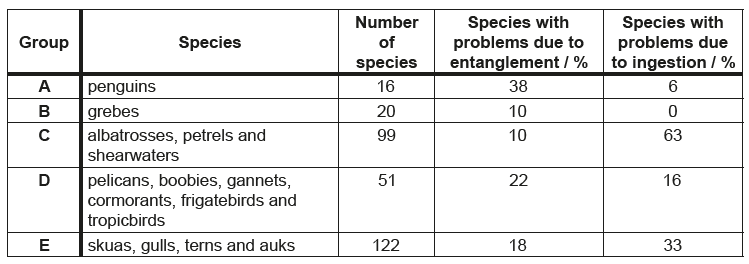 Group Species Number of species Species with problems due to entanglement / % Species with problems due to ingestion / %
A penguins 16 38 6
B grebes 20 10 0
C albatrosses, petrels and shearwaters 99 10 63
D pelicans, boobies, gannets, cormorants, frigatebirds and tropicbirds 51 22 16
E skuas, gulls, terns and auks 122 18 33